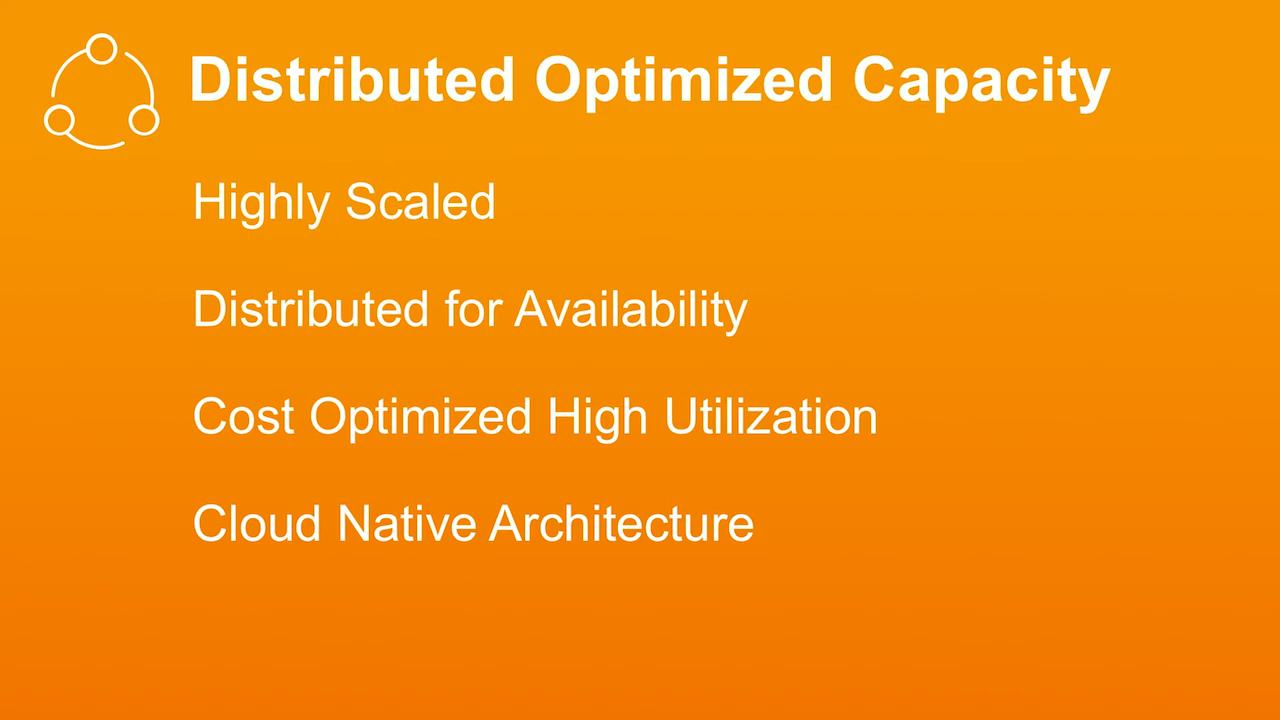 Distributed Optimized Capacity
Highly Scaled
Distributed for Availability
Cost Optimized High Utilization
Cloud Native Architecture